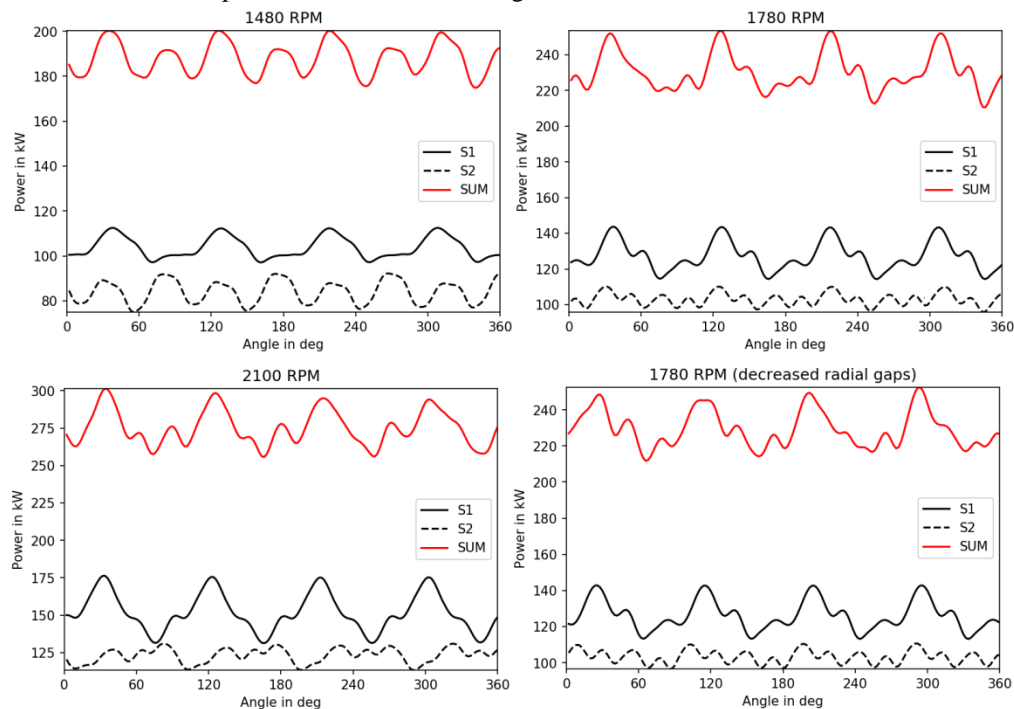 1480 RPM
200
180
160
140
120
100
80
Power in kW
S1
S2
SUM
0 60 120 180 240 300 360
Angle in deg
1780 RPM
240
220
200
180
160
140
120
100
Power in kW
S1
S2
SUM
0 60 120 180 240 300 360
Angle in deg
2100 RPM
300
275
250
225
200
175
150
125
Power in kW
S1
S2
SUM
0 60 120 180 240 300 360
Angle in deg
1780 RPM (decreased radial gaps)
240
220
200
180
160
140
120
100
Power in kW
S1
S2
SUM
0 60 120 180 240 300 360
Angle in deg